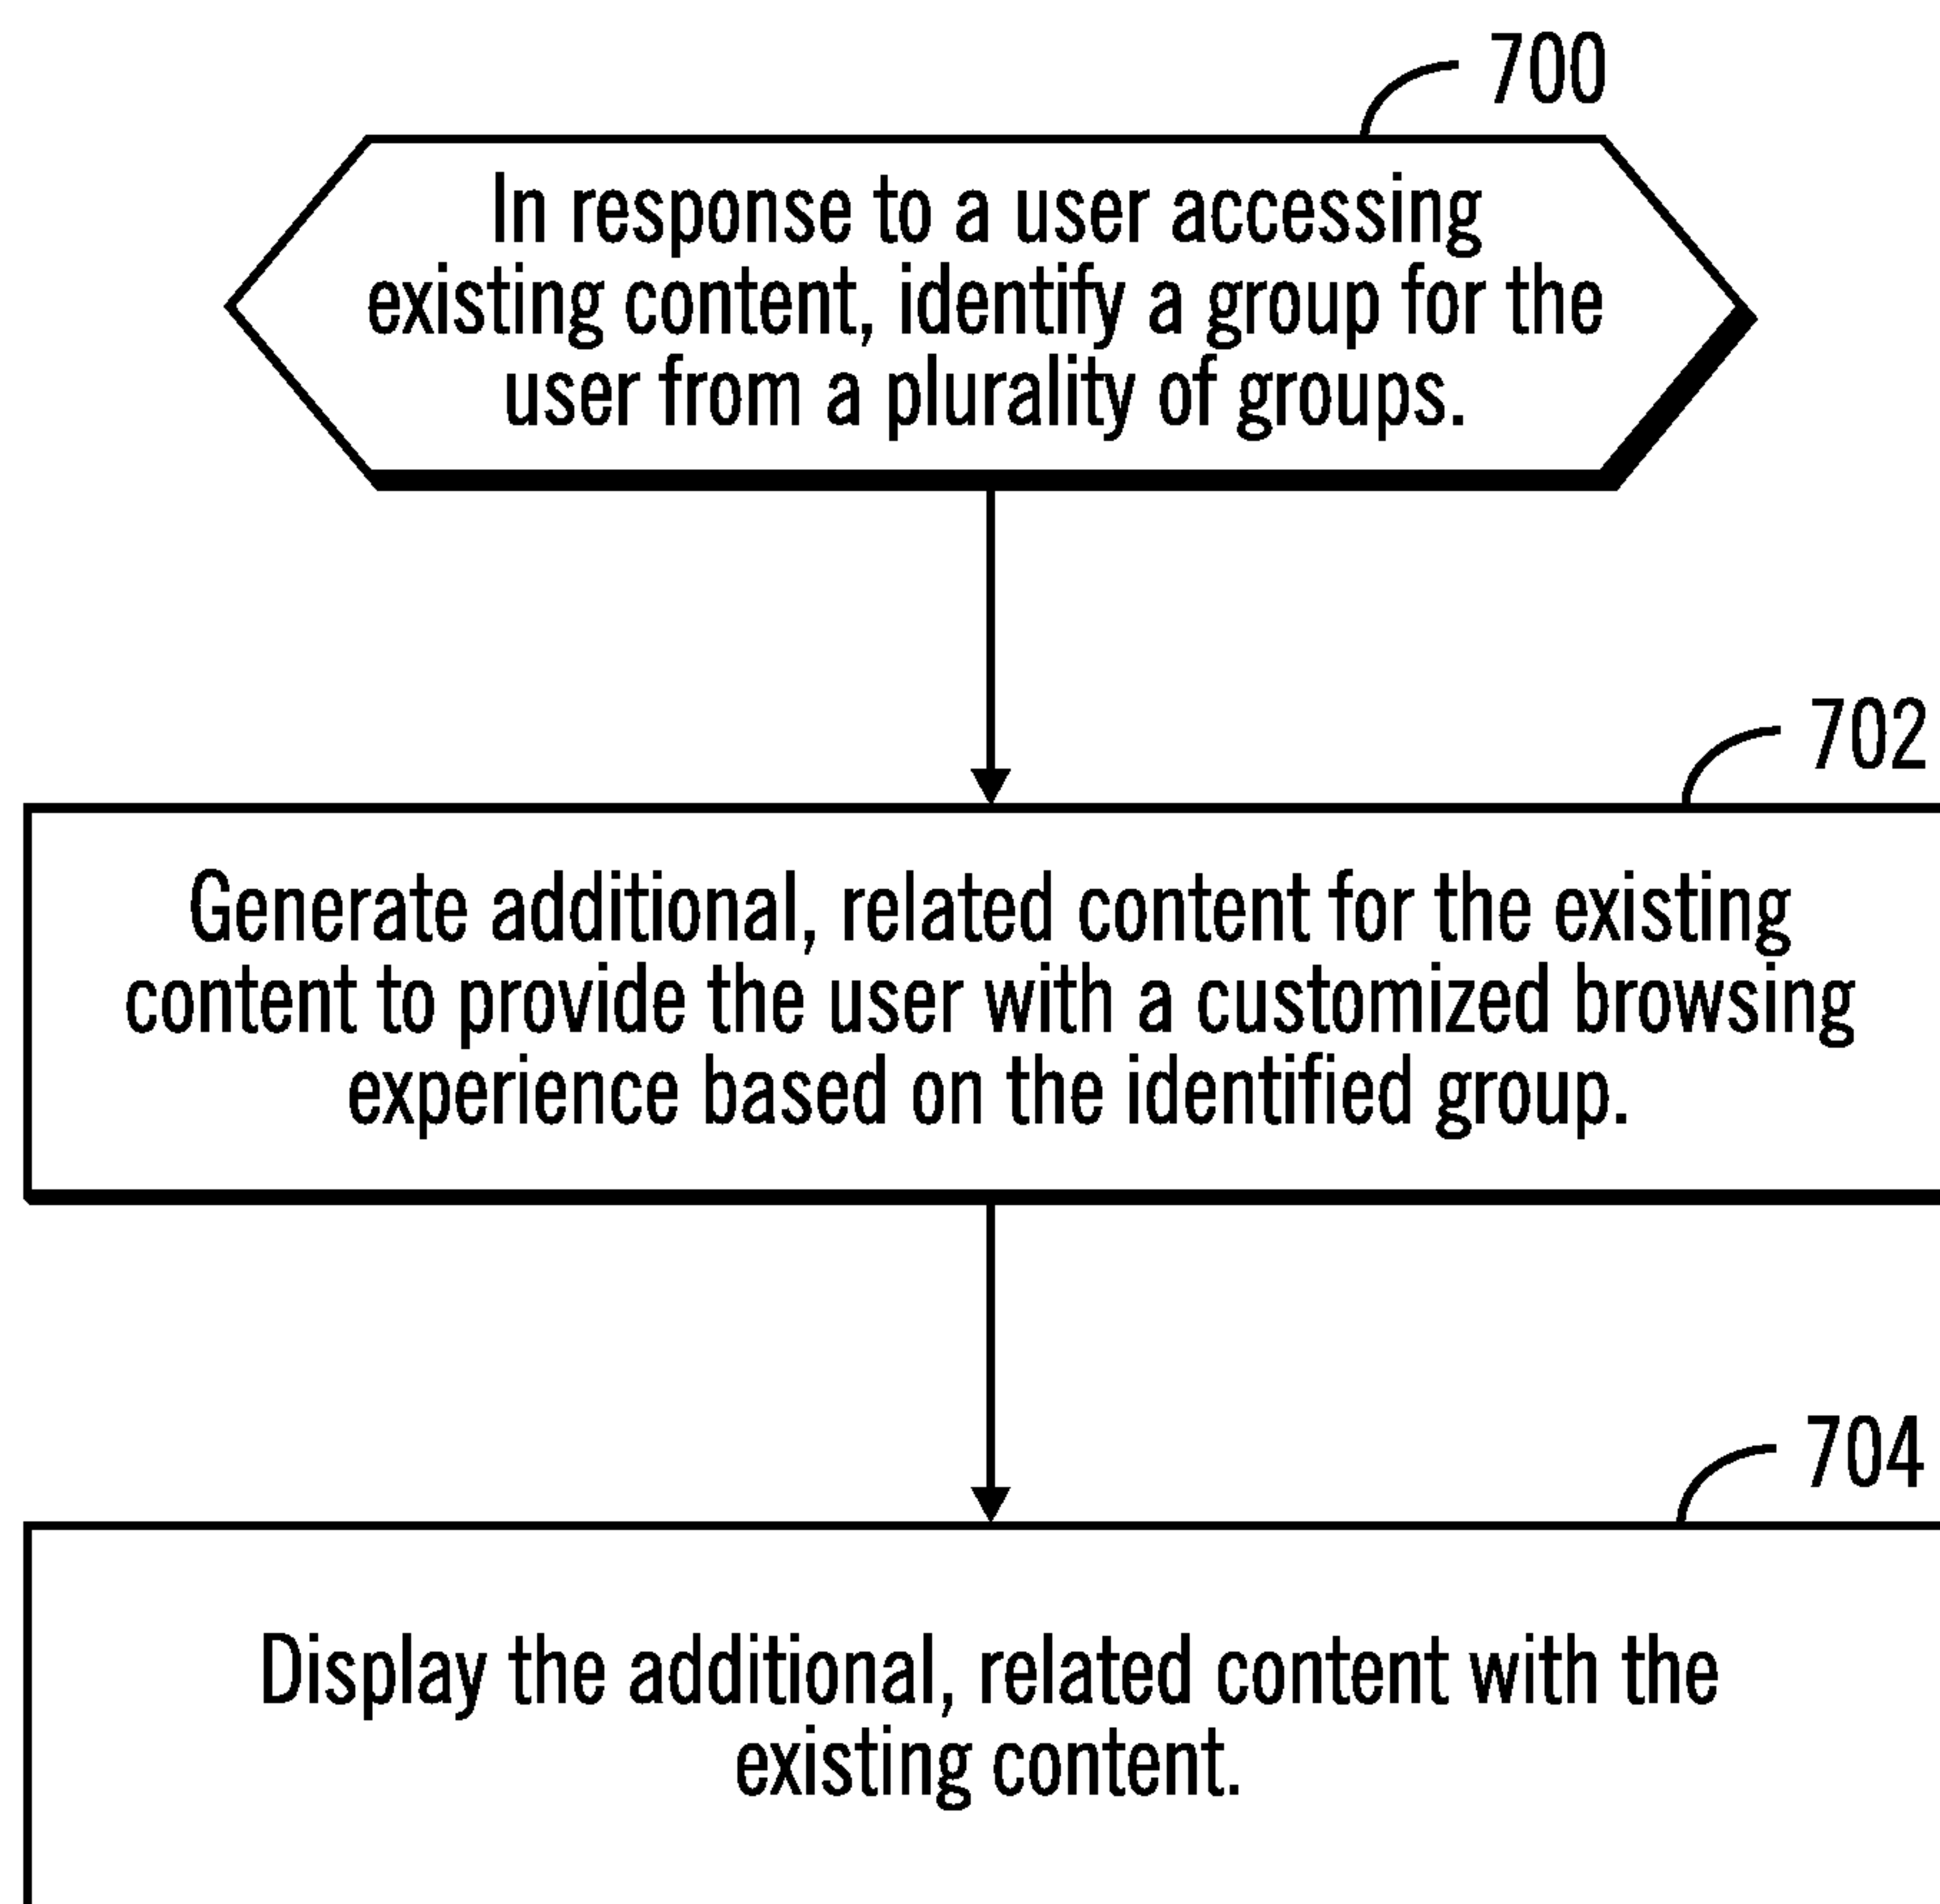 700
In response to a user accessing
existing content, identify a group for the
user from a plurality of groups.
702
Generate additional, related content for the existing
content to provide the user with a customized browsing
experience based on the identified group.
704
Display the additional, related content with the
existing content.